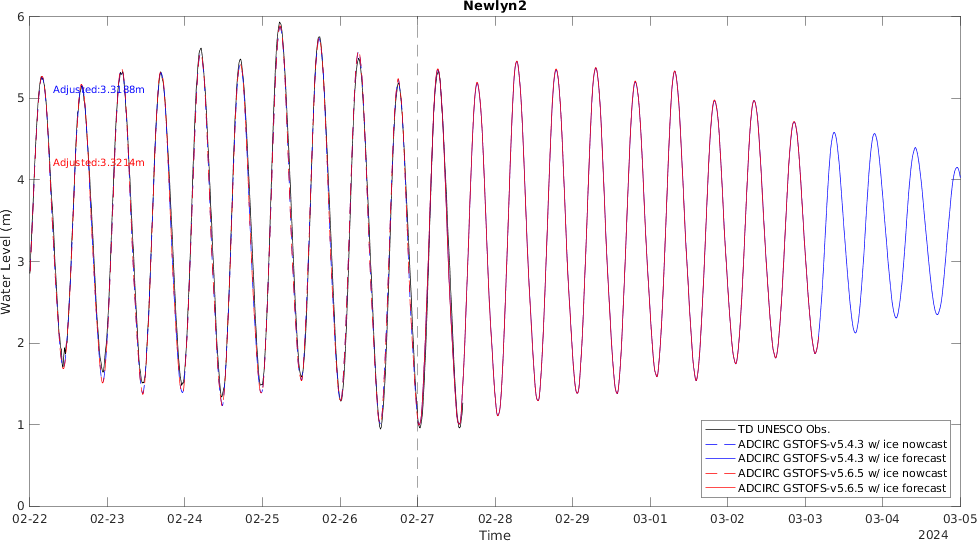 Newlyn2
6
5
4
3
2
1
0
Water Level (m)
Adjusted:3.3188m
Adjusted:3.3214m
TD UNESCO Obs.
ADCIRC GSTOFS-v5.4.3 w/ ice nowcast
ADCIRC GSTOFS-v5.4.3 w/ ice forecast
ADCIRC GSTOFS-v5.6.5 w/ ice nowcast
ADCIRC GSTOFS-v5.6.5 w/ ice forecast
02-22 02-23 02-24 02-25 02-26 02-27 02-28 02-29 03-01 03-02 03-03 03-04 03-05
Time
2024